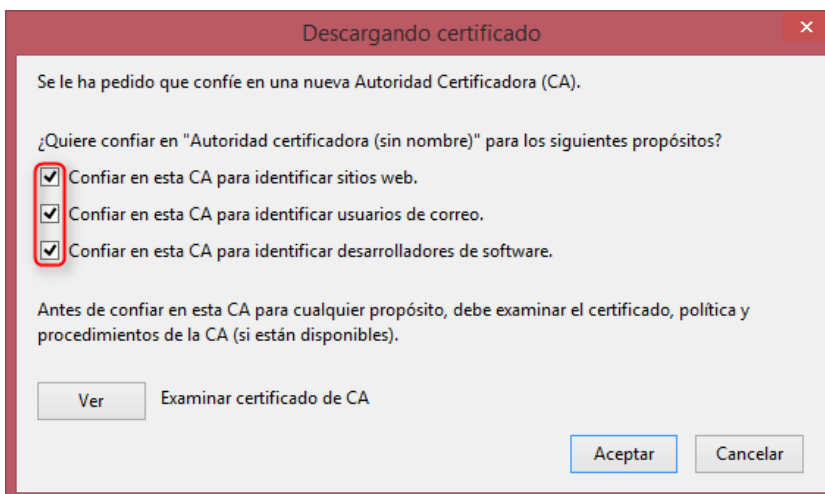 Descargando certificado
Se le ha pedido que confíe en una nueva Autoridad Certificadora (CA).
¿Quiere confiar en "Autoridad certificadora (sin nombre)" para los siguientes propósitos?
Confiar en esta CA para identificar sitios web.
Confiar en esta CA para identificar usuarios de correo.
Confiar en esta CA para identificar desarrolladores de software.
Antes de confiar en esta CA para cualquier propósito, debe examinar el certificado, política y
procedimientos de la CA (si están disponibles).
Ver Examinar certificado de CA
Aceptar Cancelar